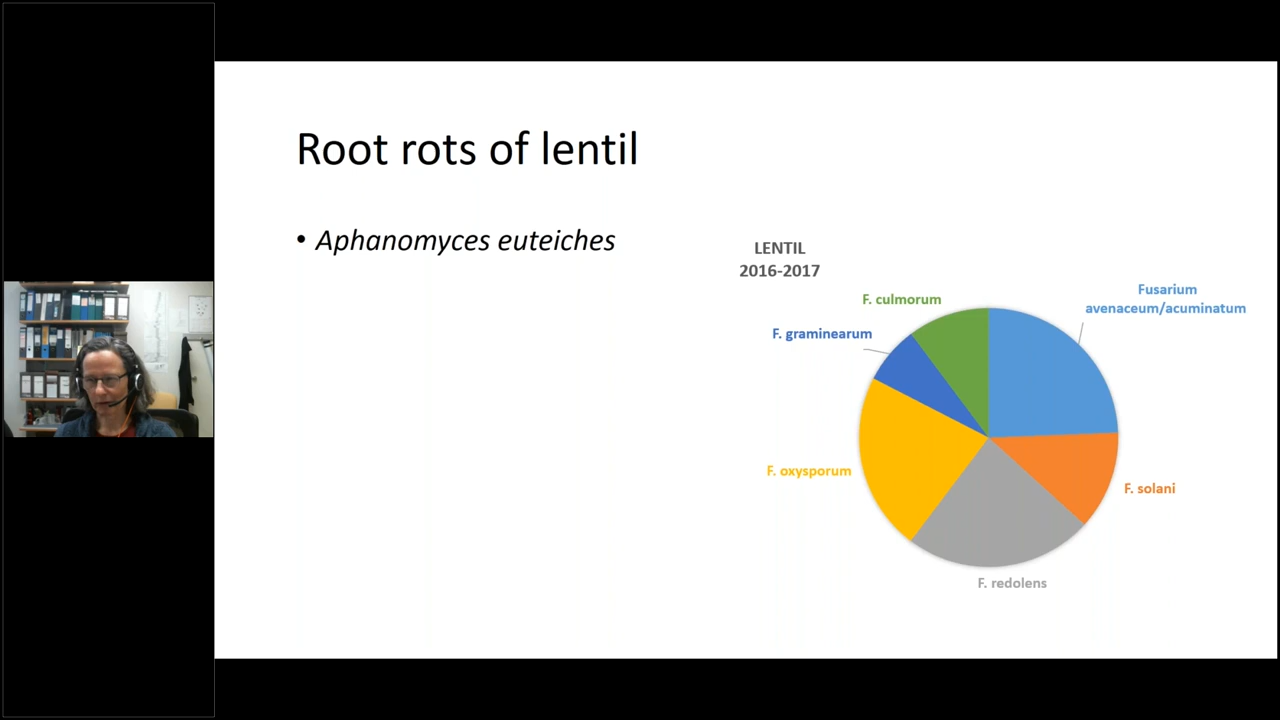 Root rots of lentil
• Aphanomyces euteiches
LENTIL
2016-2017
F. culmorum
Fusarium
avenaceum/acuminatum
F. graminearum
F. oxysporum
F. solani
F. redolens